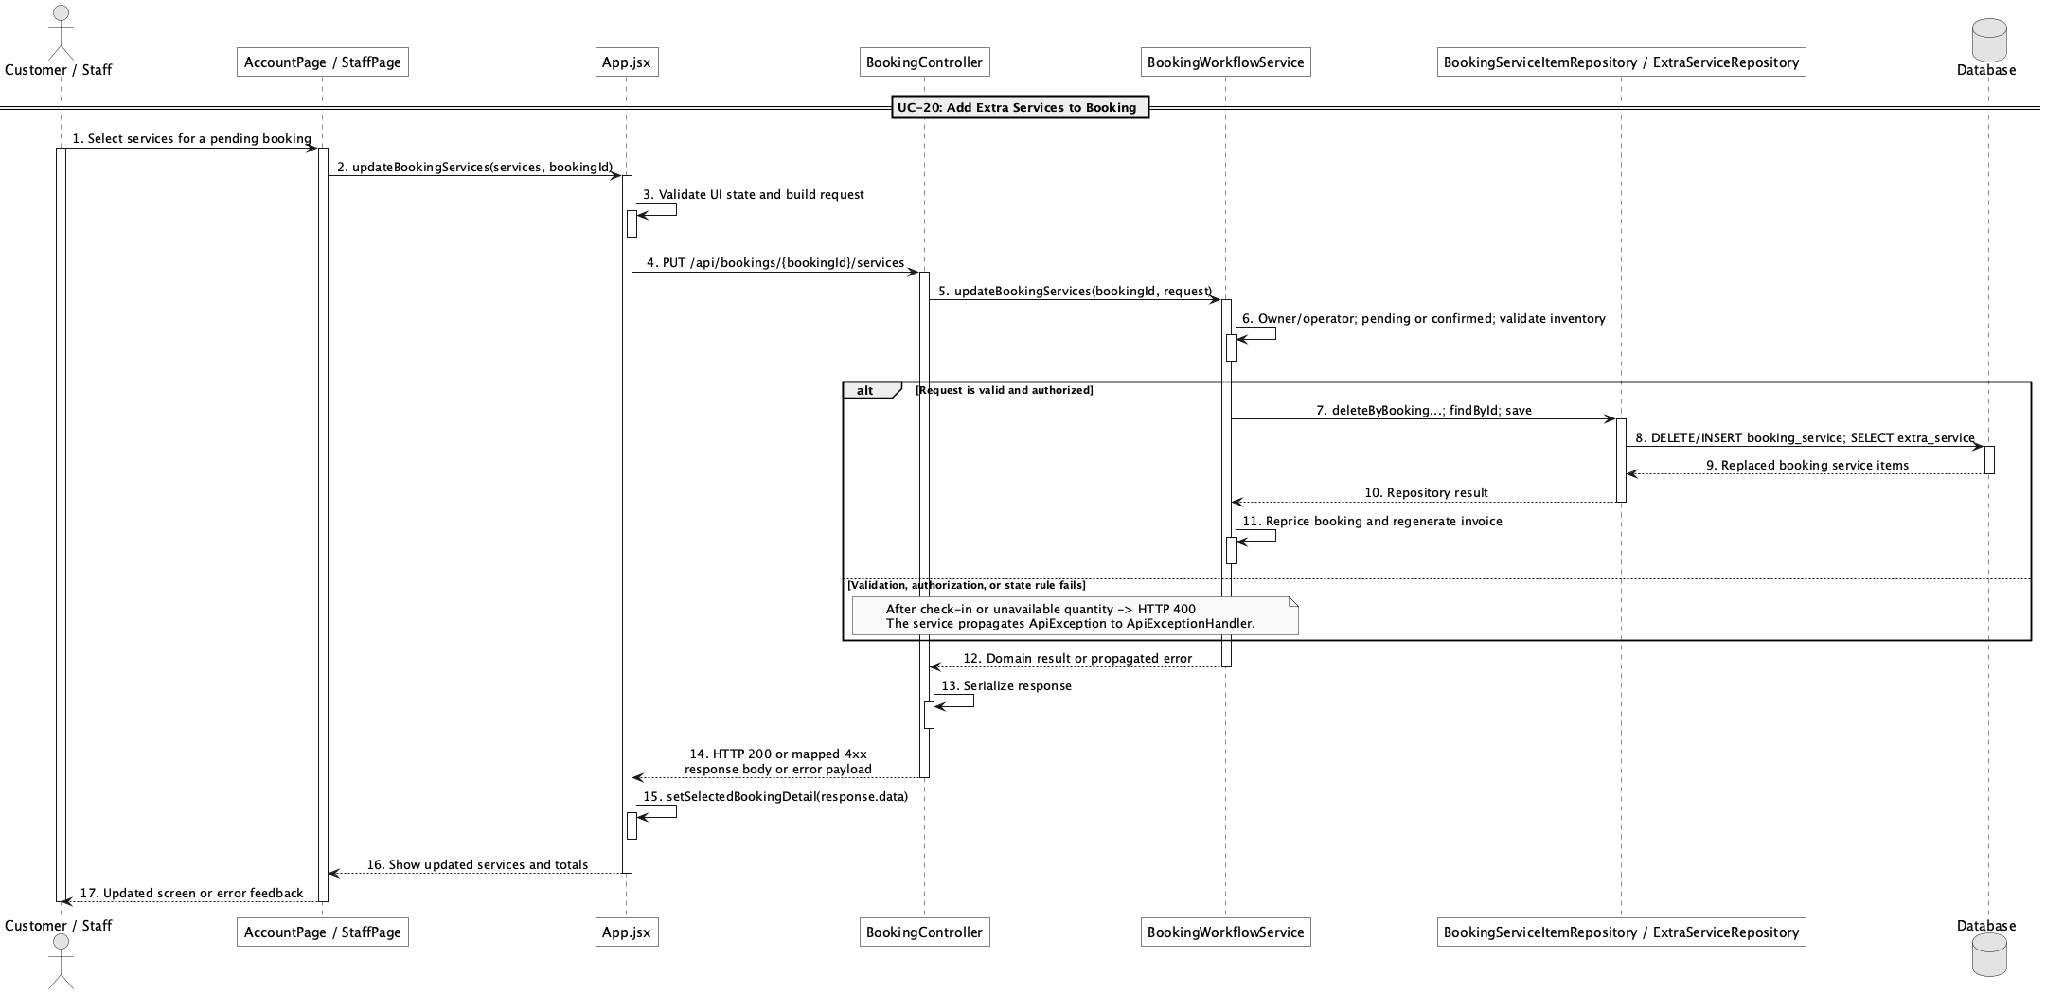 Customer / Staff
AccountPage / StaffPage
App.jsx
BookingController
BookingWorkflowService
BookingServiceItemRepository / ExtraServiceRepository
Database
UC-20: Add Extra Services to Booking
1. Select services for a pending booking
2. updateBookingServices(services, bookingId)
3. Validate UI state and build request
4. PUT /api/bookings/{bookingId}/services
5. updateBookingServices(bookingId, request)
6. Owner/operator; pending or confirmed; validate inventory
alt
[Request is valid and authorized]
7. deleteByBooking...; findById; save
8. DELETE/INSERT booking_service; SELECT extra_service
9. Replaced booking service items
10. Repository result
11. Reprice booking and regenerate invoice
[Validation, authorization, or state rule fails]
After check-in or unavailable quantity -> HTTP 400
The service propagates ApiException to ApiExceptionHandler.
12. Domain result or propagated error
13. Serialize response
14. HTTP 200 or mapped 4xx
response body or error payload
15. setSelectedBookingDetail(response.data)
16. Show updated services and totals
17. Updated screen or error feedback
Customer / Staff
AccountPage / StaffPage
App.jsx
BookingController
BookingWorkflowService
BookingServiceItemRepository / ExtraServiceRepository
Database